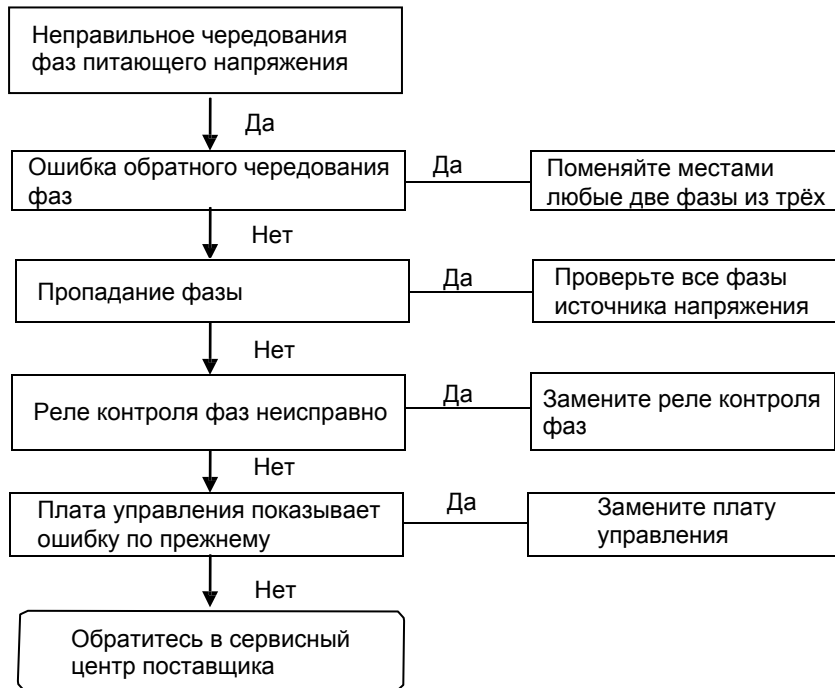 Неправильное чередования
фаз питающего напряжения
Да
Ошибка обратного чередования
фаз
Да
Поменяйте местами
любые две фазы из трёх
Нет
Пропадание фазы
Да
Проверьте все фазы
источника напряжения
Нет
Реле контроля фаз неисправно
Да
Замените реле контроля
фаз
Нет
Плата управления показывает
ошибку по прежнему
Да
Замените плату
управления
Нет
Обратитесь в сервисный
центр поставщика